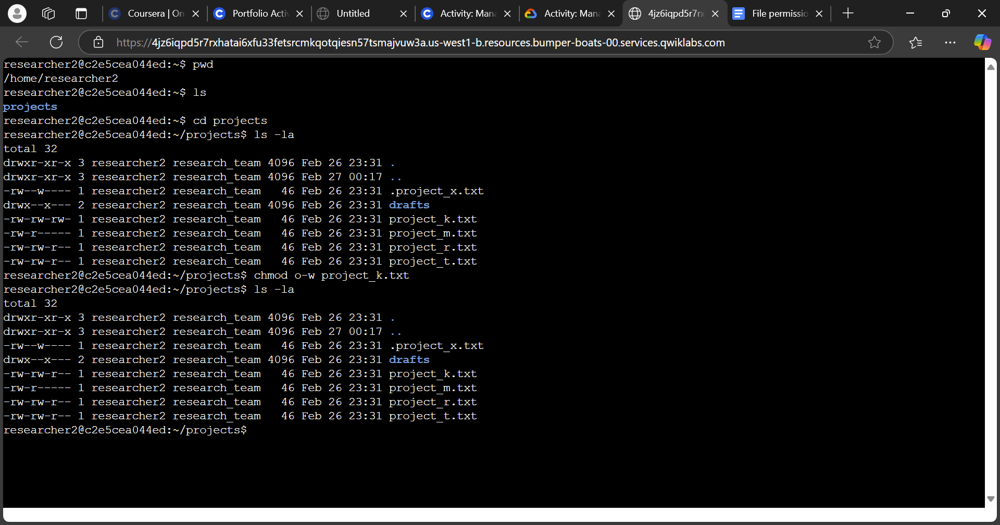 Coursera | On
Portfolio Activ
Untitled
Activity: Mana
Activity: Mana
4jz6iqpd5r7rx
File permissio
https://4jz6iqpd5r7rxhatai6xfu33fetsrcmkqotqiesn57tsmajvuw3a.us-west1-b.resources.bumper-boats-00.services.qwiklabs.com
researcher2@c2e5cea044ed:~$ pwd
/home/researcher2
researcher2@c2e5cea044ed:~$ ls
projects
researcher2@c2e5cea044ed:~$ cd projects
researcher2@c2e5cea044ed:~/projects$ ls -la
total 32
drwxr-xr-x 3 researcher2 research_team 4096 Feb 26 23:31 .
drwxr-xr-x 3 researcher2 research_team 4096 Feb 27 00:17 ..
-rw--w---- 1 researcher2 research_team   46 Feb 26 23:31 .project_x.txt
drwx--x--- 2 researcher2 research_team 4096 Feb 26 23:31 drafts
-rw-rw-rw- 1 researcher2 research_team   46 Feb 26 23:31 project_k.txt
-rw-r----- 1 researcher2 research_team   46 Feb 26 23:31 project_m.txt
-rw-rw-r-- 1 researcher2 research_team   46 Feb 26 23:31 project_r.txt
-rw-rw-r-- 1 researcher2 research_team   46 Feb 26 23:31 project_t.txt
researcher2@c2e5cea044ed:~/projects$ chmod o-w project_k.txt
researcher2@c2e5cea044ed:~/projects$ ls -la
total 32
drwxr-xr-x 3 researcher2 research_team 4096 Feb 26 23:31 .
drwxr-xr-x 3 researcher2 research_team 4096 Feb 27 00:17 ..
-rw--w---- 1 researcher2 research_team   46 Feb 26 23:31 .project_x.txt
drwx--x--- 2 researcher2 research_team 4096 Feb 26 23:31 drafts
-rw-rw-r-- 1 researcher2 research_team   46 Feb 26 23:31 project_k.txt
-rw-r----- 1 researcher2 research_team   46 Feb 26 23:31 project_m.txt
-rw-rw-r-- 1 researcher2 research_team   46 Feb 26 23:31 project_r.txt
-rw-rw-r-- 1 researcher2 research_team   46 Feb 26 23:31 project_t.txt
researcher2@c2e5cea044ed:~/projects$